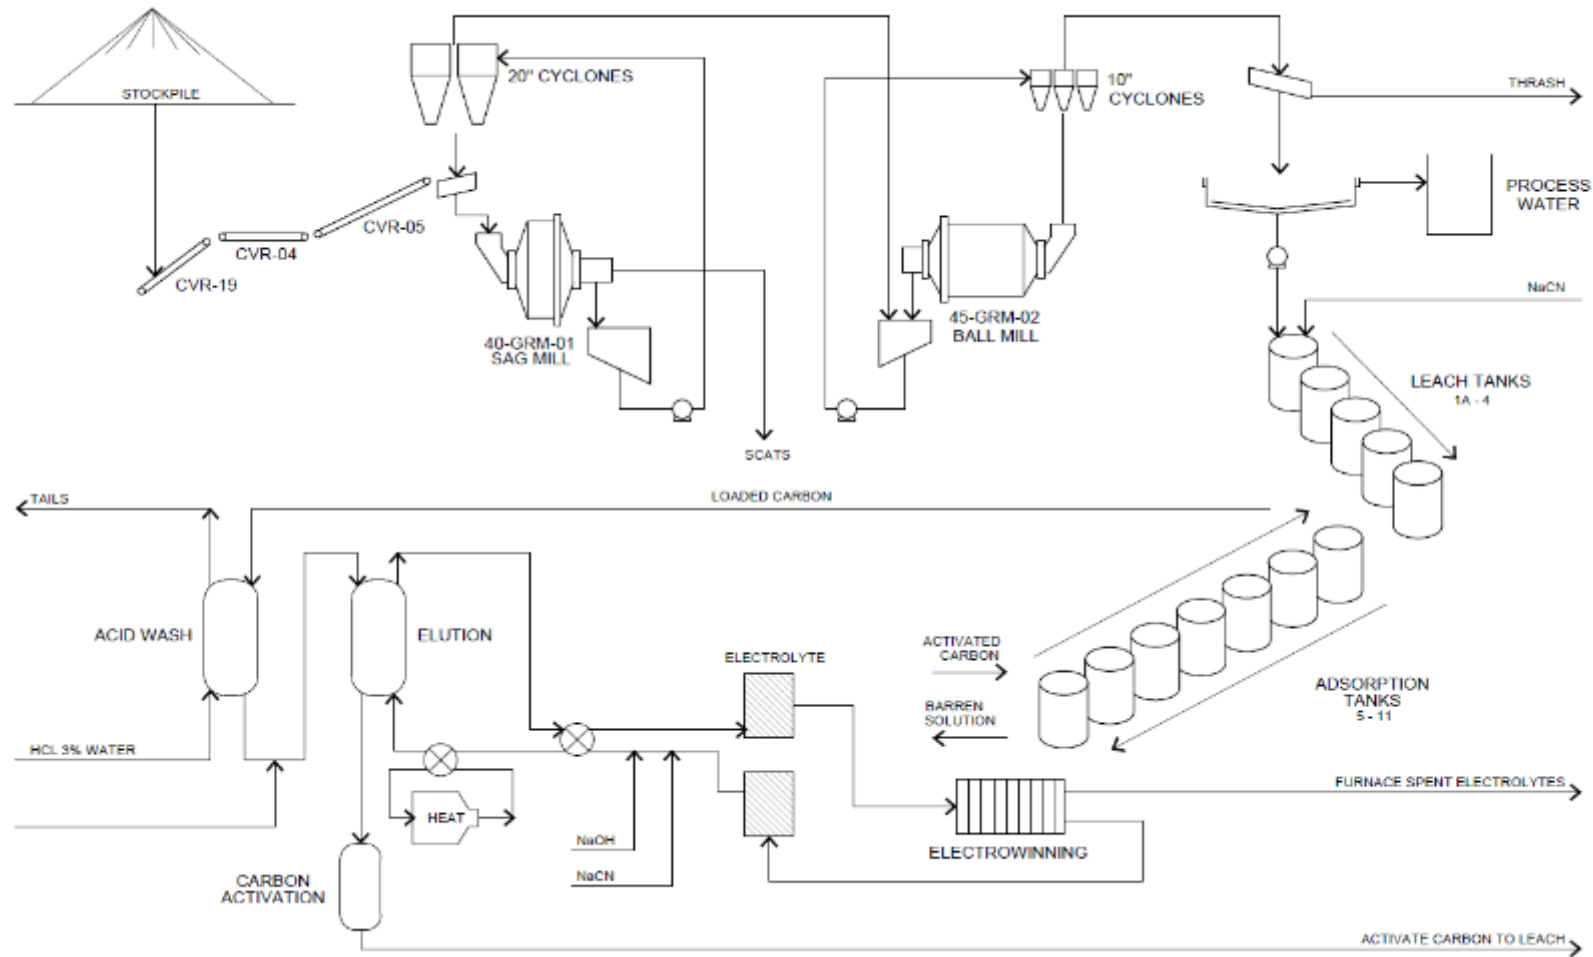 STOCKPILE
20" CYCLONES
10"
CYCLONES
THRASH
PROCESS
WATER
CVR-05
CVR-04
CVR-19
40-GRM-01
SAG MILL
45-GRM-02
BALL MILL
NaCN
LEACH TANKS
1A - 4
SCATS
TAILS
LOADED CARBON
ACID WASH
ELUTION
ELECTROLYTE
ACTIVATED
CARBON
BARREN
SOLUTION
ADSORPTION
TANKS
5 - 11
HCL 3% WATER
HEAT
FURNACE SPENT ELECTROLYTES
NaOH
NaCN
ELECTROWINNING
CARBON
ACTIVATION
ACTIVATE CARBON TO LEACH